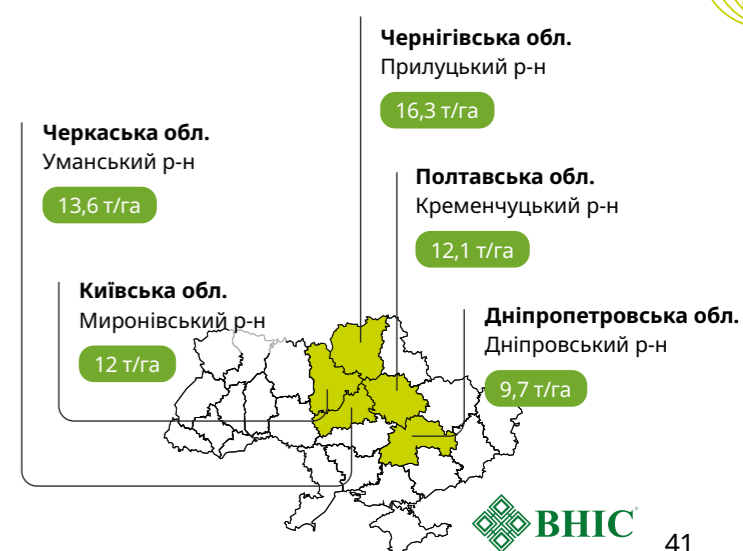 Чернігівська обл.
Прилуцький р-н
16,3 т/га
Черкаська обл.
Уманський р-н
13,6 т/га
Полтавська обл.
Кременчуцький р-н
12,1 т/га
Київська обл.
Миронівський р-н
12 т/га
Дніпропетровська обл.
Дніпровський р-н
9,7 т/га
ВНІС
41